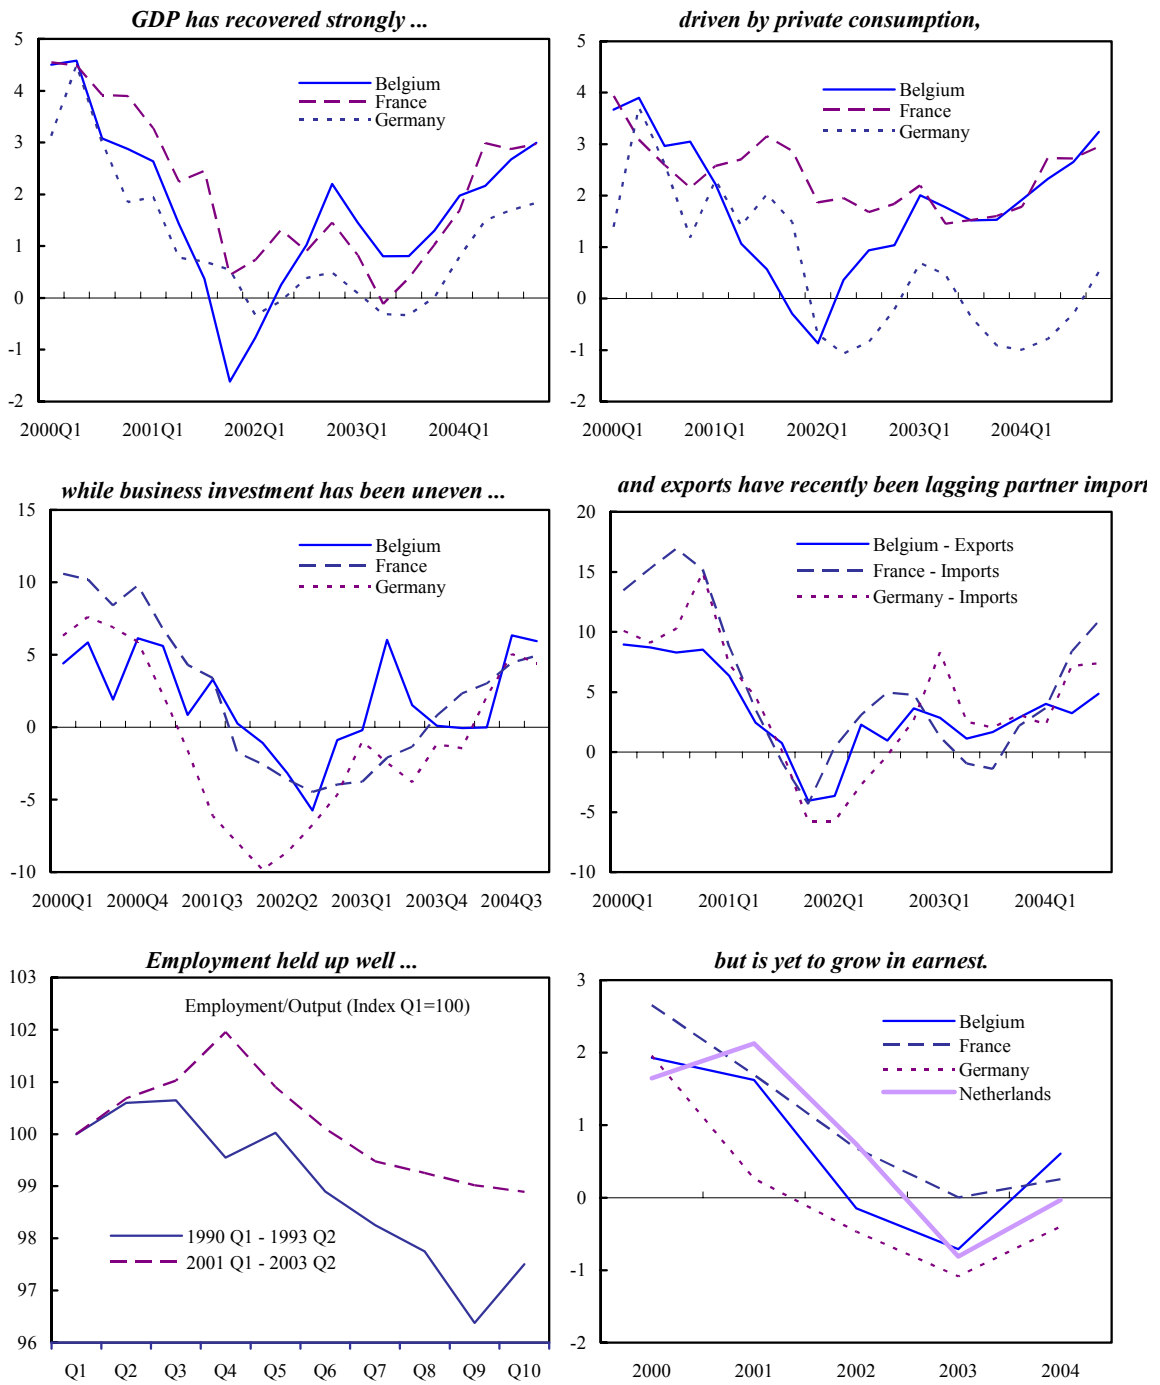 GDP has recovered strongly ...
5
4
3
2
1
0
-1
-2
Belgium
France
Germany
2000Q1 2001Q1 2002Q1 2003Q1 2004Q1
driven by private consumption,
5
4
3
2
1
0
-1
-2
Belgium
France
Germany
2000Q1 2001Q1 2002Q1 2003Q1 2004Q1
while business investment has been uneven ...
15
10
5
0
-5
-10
Belgium
France
Germany
2000Q1 2000Q4 2001Q3 2002Q2 2003Q1 2003Q4 2004Q3
and exports have recently been lagging partner import
20
15
10
5
0
-5
-10
Belgium - Exports
France - Imports
Germany - Imports
2000Q1 2001Q1 2002Q1 2003Q1 2004Q1
Employment held up well ...
103
102
101
100
99
98
97
96
Employment/Output (Index Q1=100)
1990 Q1 - 1993 Q2
2001 Q1 - 2003 Q2
Q1 Q2 Q3 Q4 Q5 Q6 Q7 Q8 Q9 Q10
but is yet to grow in earnest.
3
2
1
0
-1
-2
Belgium
France
Germany
Netherlands
2000 2001 2002 2003 2004